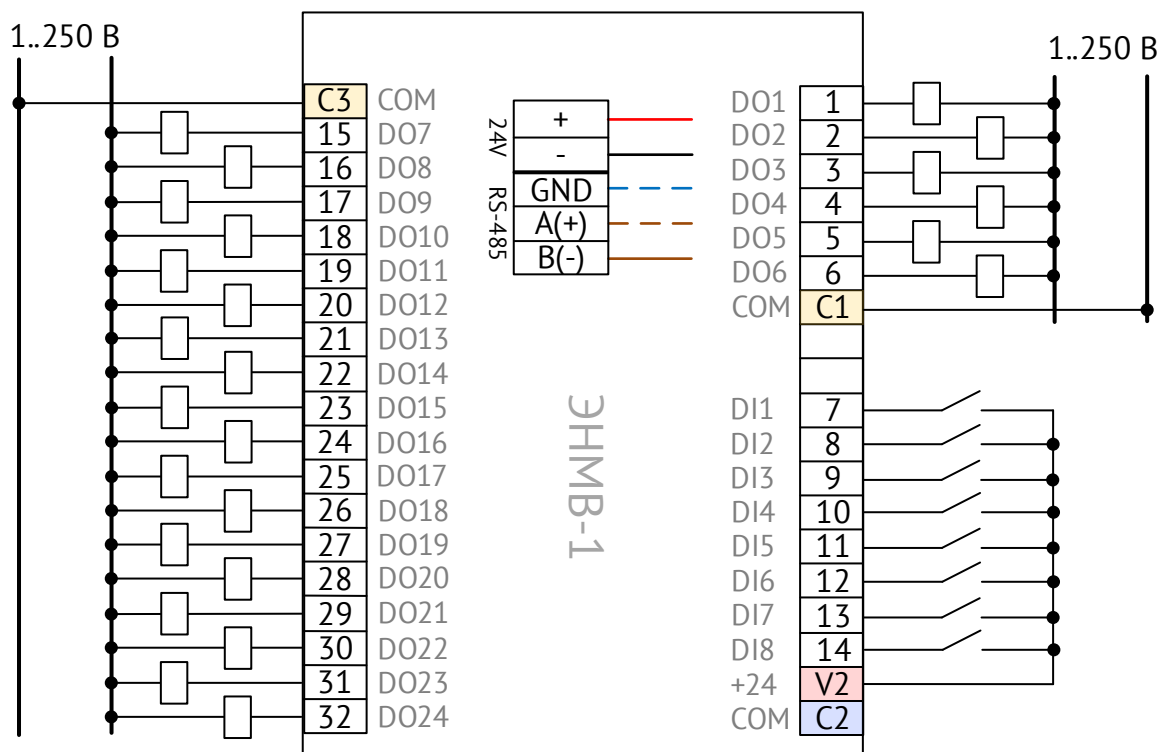 1..250 В
1..250 В
C3 COM
15 DO7
16 DO8
17 DO9
18 DO10
19 DO11
20 DO12
21 DO13
22 DO14
23 DO15
24 DO16
25 DO17
26 DO18
27 DO19
28 DO20
29 DO21
30 DO22
31 DO23
32 DO24
24V
+
-
RS-485
GND
A(+)
B(-)
ЭНМВ-1
DO1 1
DO2 2
DO3 3
DO4 4
DO5 5
DO6 6
COM C1
DI1 7
DI2 8
DI3 9
DI4 10
DI5 11
DI6 12
DI7 13
DI8 14
+24 V2
COM C2